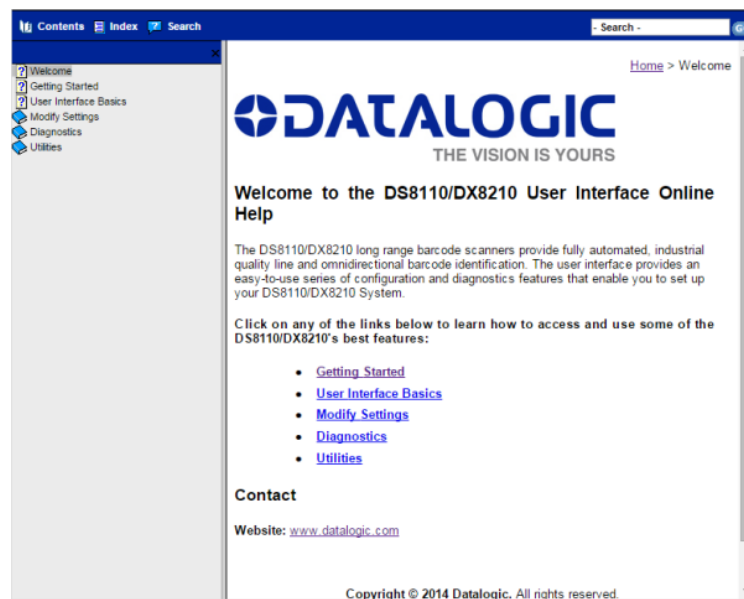 Contents Index Search
- Search -
Home > Welcome
Welcome
Getting Started
User Interface Basics
Modify Settings
Diagnostics
Utilities
DATALOGIC
THE VISION IS YOURS
Welcome to the DS8110/DX8210 User Interface Online
Help
The DS8110/DX8210 long range barcode scanners provide fully automated, industrial
quality line and omnidirectional barcode identification. The user interface provides an
easy-to-use series of configuration and diagnostics features that enable you to set up
your DS8110/DX8210 System.
Click on any of the links below to learn how to access and use some of the
DS8110/DX8210's best features:
• Getting Started
• User Interface Basics
• Modify Settings
• Diagnostics
• Utilities
Contact
Website: www.datalogic.com
Copyright © 2014 Datalogic. All rights reserved.